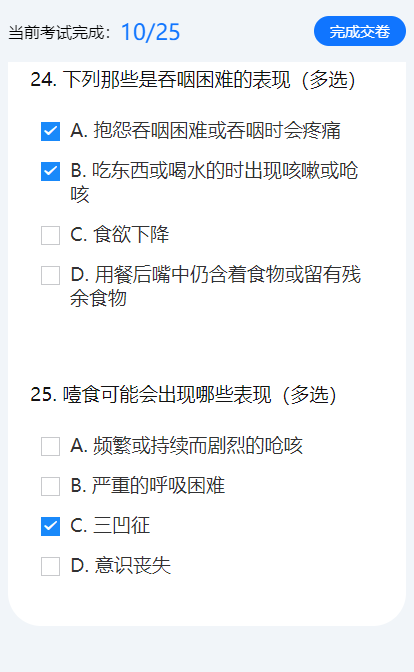 当前考试完成：10/25
完成交卷
24. 下列那些是吞咽困难的表现（多选）
A. 抱怨吞咽困难或吞咽时会疼痛
B. 吃东西或喝水的时出现咳嗽或呛
咳
C. 食欲下降
D. 用餐后嘴中仍含着食物或留有残
余食物
25. 噎食可能会出现哪些表现（多选）
A. 频繁或持续而剧烈的呛咳
B. 严重的呼吸困难
C. 三凹征
D. 意识丧失